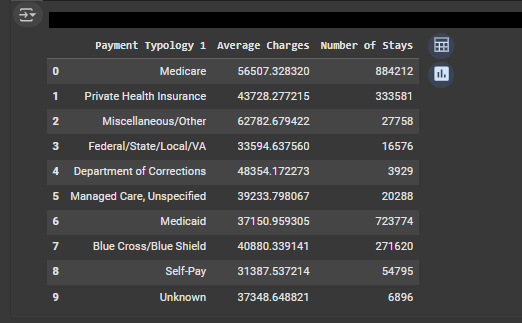 Payment Typology 1 Average Charges Number of Stays
0 Medicare 56507.328320 884212
1 Private Health Insurance 43728.277215 333581
2 Miscellaneous/Other 62782.679422 27758
3 Federal/State/Local/VA 33594.637560 16576
4 Department of Corrections 48354.172273 3929
5 Managed Care, Unspecified 39233.798067 20288
6 Medicaid 37150.959305 723774
7 Blue Cross/Blue Shield 40880.339141 271620
8 Self-Pay 31387.537214 54795
9 Unknown 37348.648821 6896